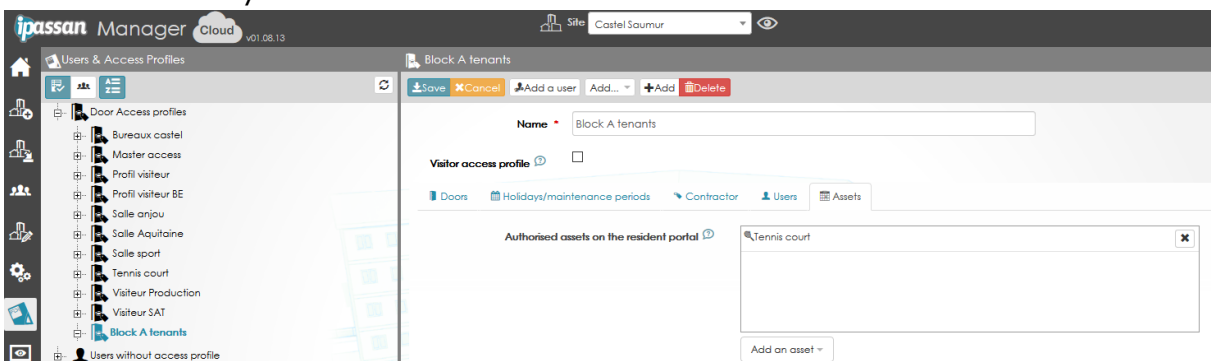 ipassan Manager Cloud v01.08.13
Site Castel Saumur
Users & Access Profiles
Door Access profiles
Bureaux castel
Master access
Profil visiteur
Profil visiteur BE
Salle anjou
Salle Aquitaine
Salle sport
Tennis court
Visiteur Production
Visiteur SAT
Block A tenants
Users without access profile
Block A tenants
Save Cancel Add a user Add... Add Delete
Name * Block A tenants
Visitor access profile
Doors Holidays/maintenance periods Contractor Users Assets
Authorised assets on the resident portal Tennis court
Add an asset